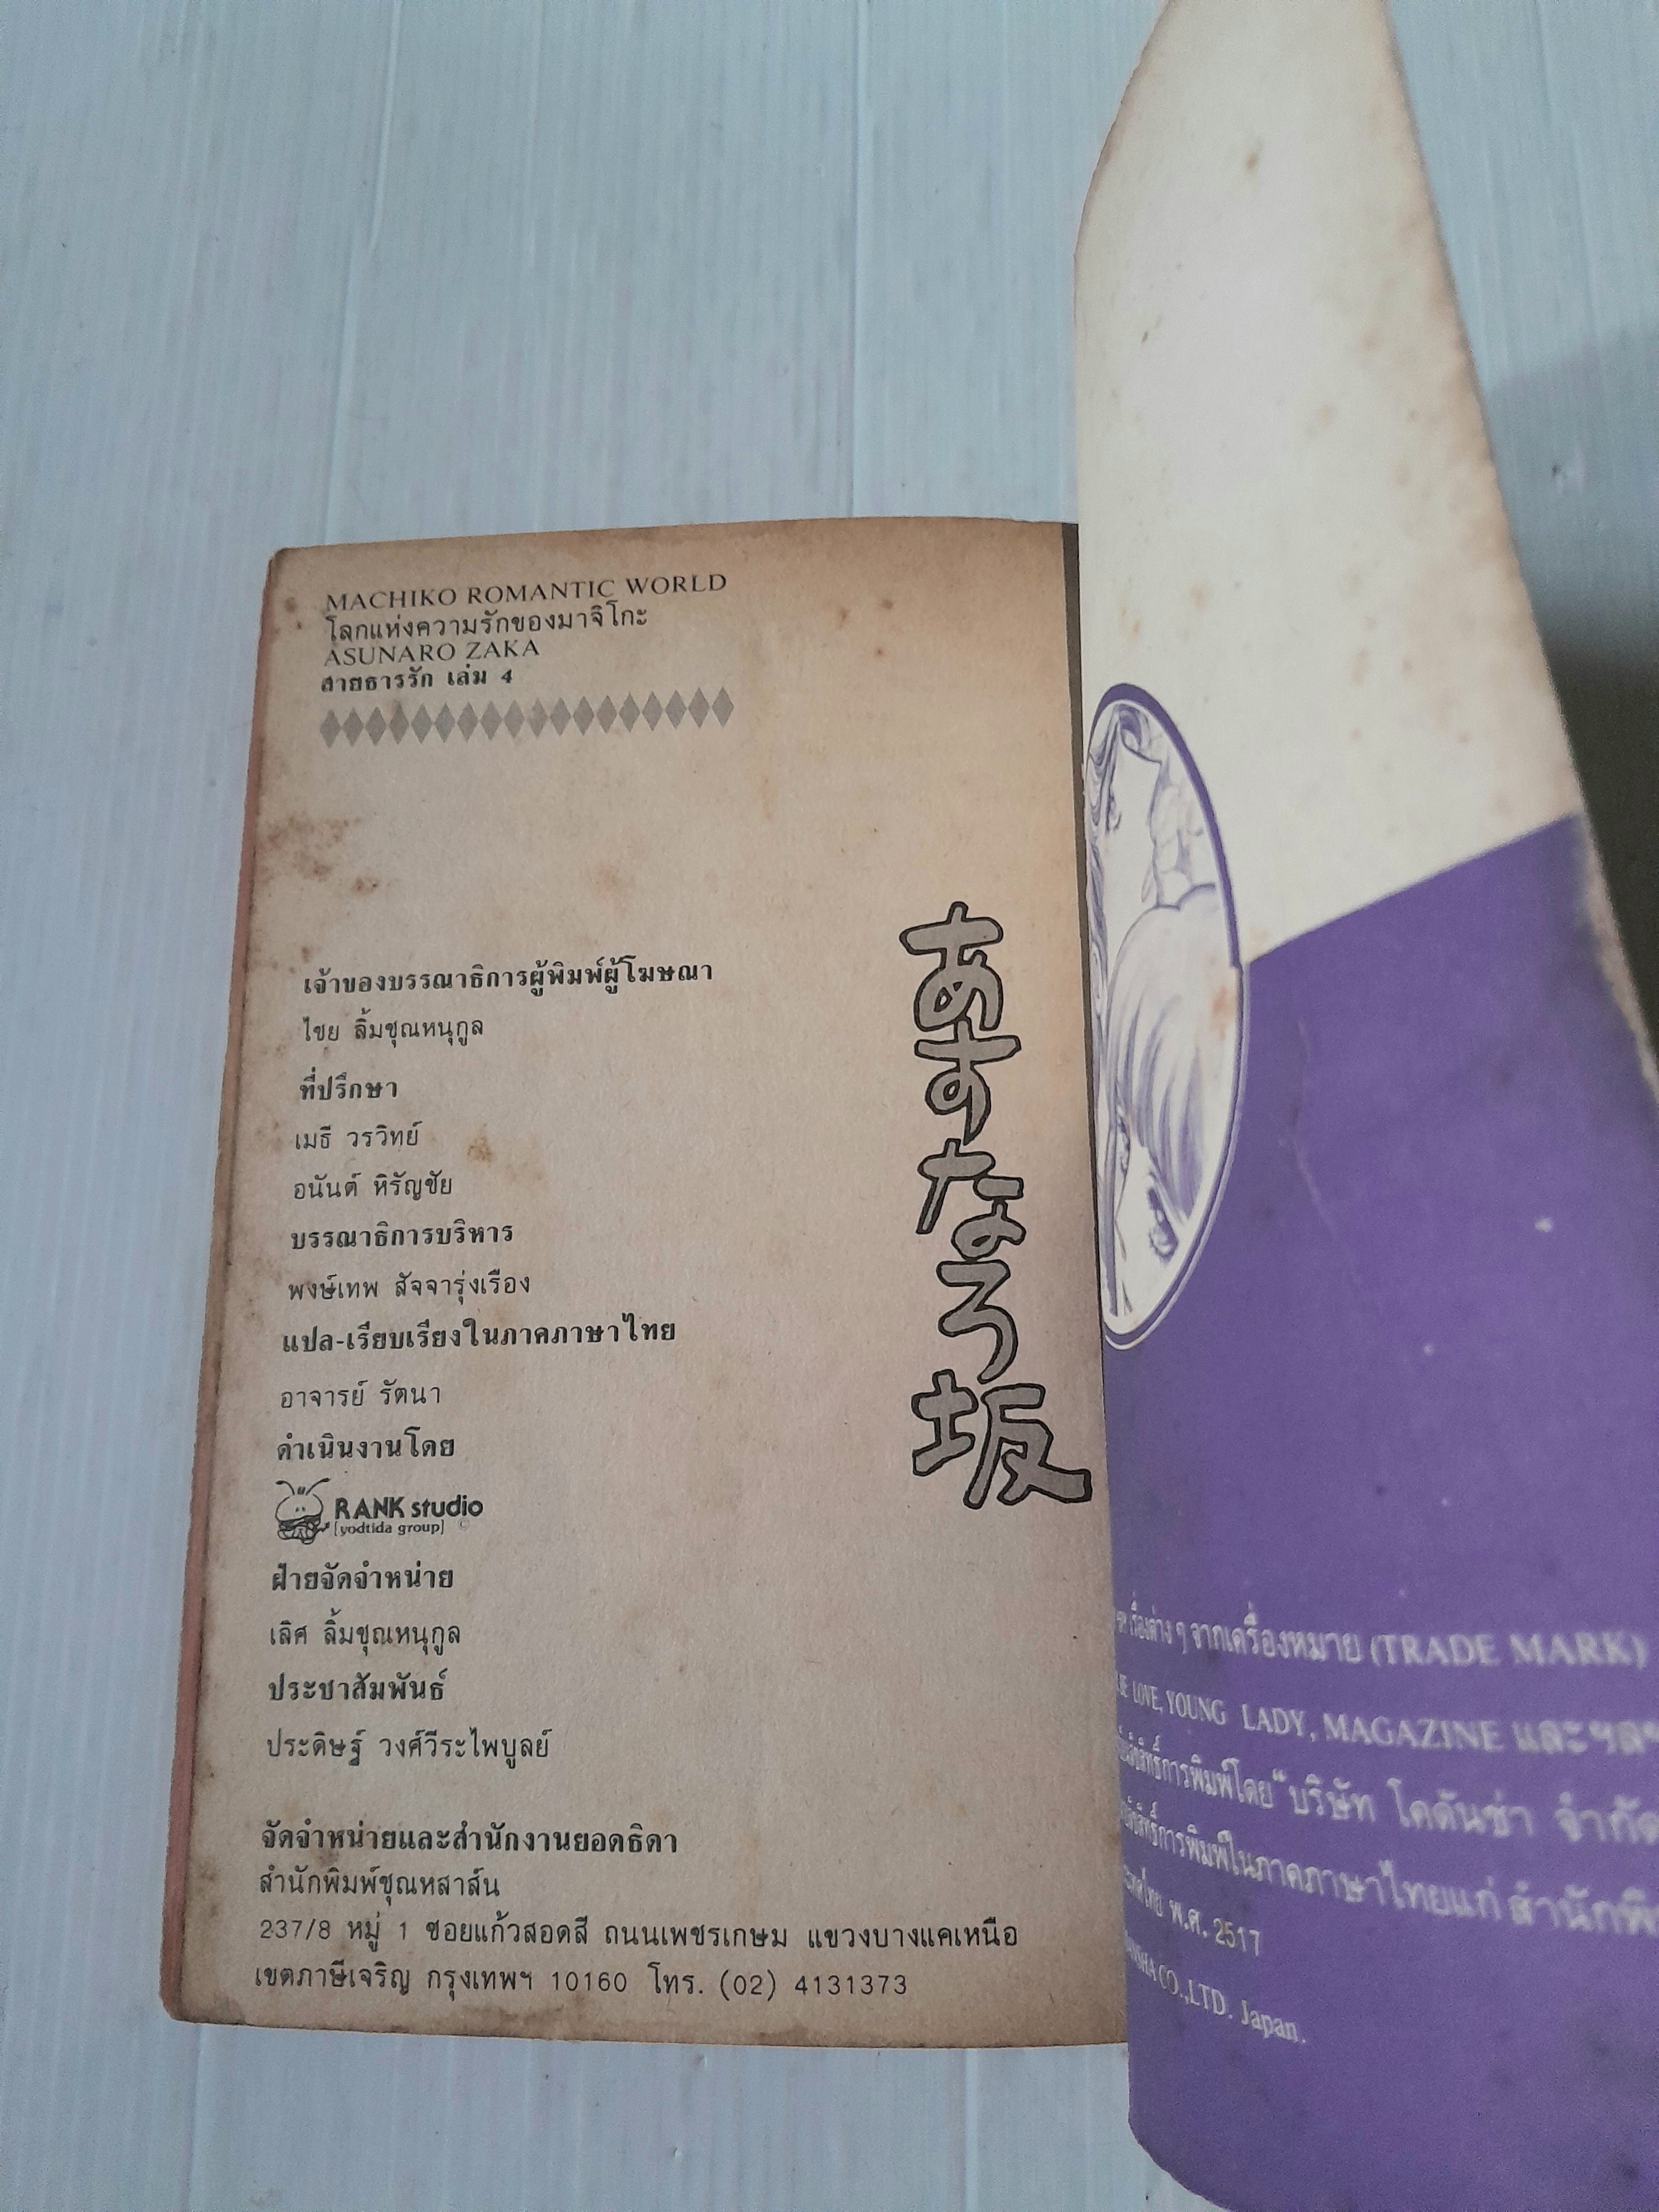 MACHIKO ROMANTIC WORLD
โลกแห่งความรักของมาจิโกะ
ASUNARO ZAKA
สายธารรัก เล่ม 4
เจ้าของบรรณาธิการผู้พิมพ์ผู้โฆษณา
ไชย ลิ้มชุณหนุกูล
ที่ปรึกษา
เมธี วรวิทย์
อนันต์ หิรัญชัย
บรรณาธิการบริหาร
พงษ์เทพ สัจจารุ่งเรือง
แปล-เรียบเรียงในภาคภาษาไทย
อาจารย์ รัตนา
ดำเนินงานโดย
RANK studio
[yodtida group] ©
ฝ่ายจัดจำหน่าย
เลิศ ลิ้มชุณหนุกูล
ประชาสัมพันธ์
ประดิษฐ์ วงศ์วีระไพบูลย์
จัดจำหน่ายและสำนักงานยอดธิดา
สำนักพิมพ์ชุณหสาส์น
237/8 หมู่ 1 ซอยแก้วสอดสี ถนนเพชรเกษม แขวงบางแคเหนือ
เขตภาษีเจริญ กรุงเทพฯ 10160 โทร. (02) 4131373
あすなろ坂
เรื่องต่าง ๆ จากเครื่องหมาย (TRADE MARK)
LOVE, YOUNG LADY, MAGAZINE และฯลฯ
การพิมพ์โดย "บริษัท โคดันช่า จำกัด
การพิมพ์ในภาคภาษาไทยแก่ สำนักพิ
พ.ศ. 2517
CO.,LTD. Japan.